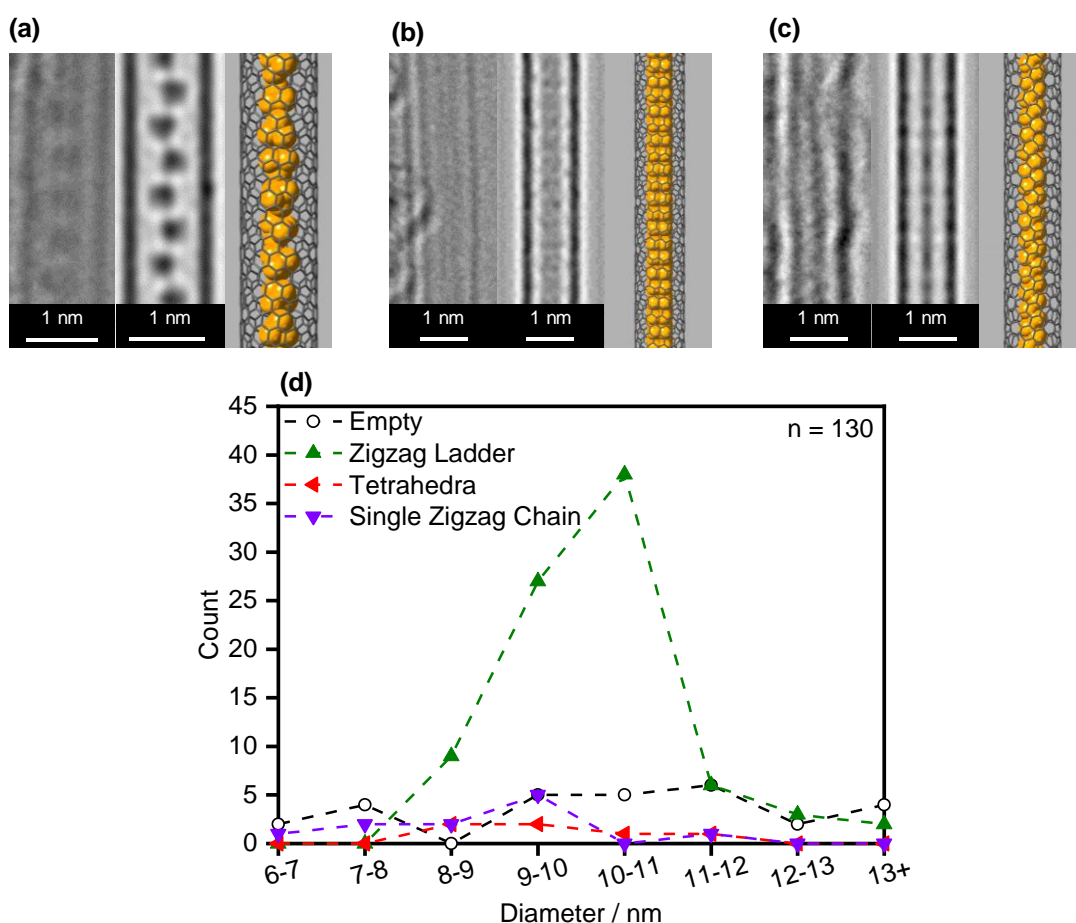 (a)
(b)
(c)
1 nm
1 nm
1 nm
1 nm
1 nm
1 nm
(d)
45
40
35
30
25
20
15
10
5
0
Count
Empty
Zigzag Ladder
Tetrahedra
Single Zigzag Chain
n = 130
6-7
7-8
8-9
9-10
10-11
11-12
12-13
13+
Diameter / nm